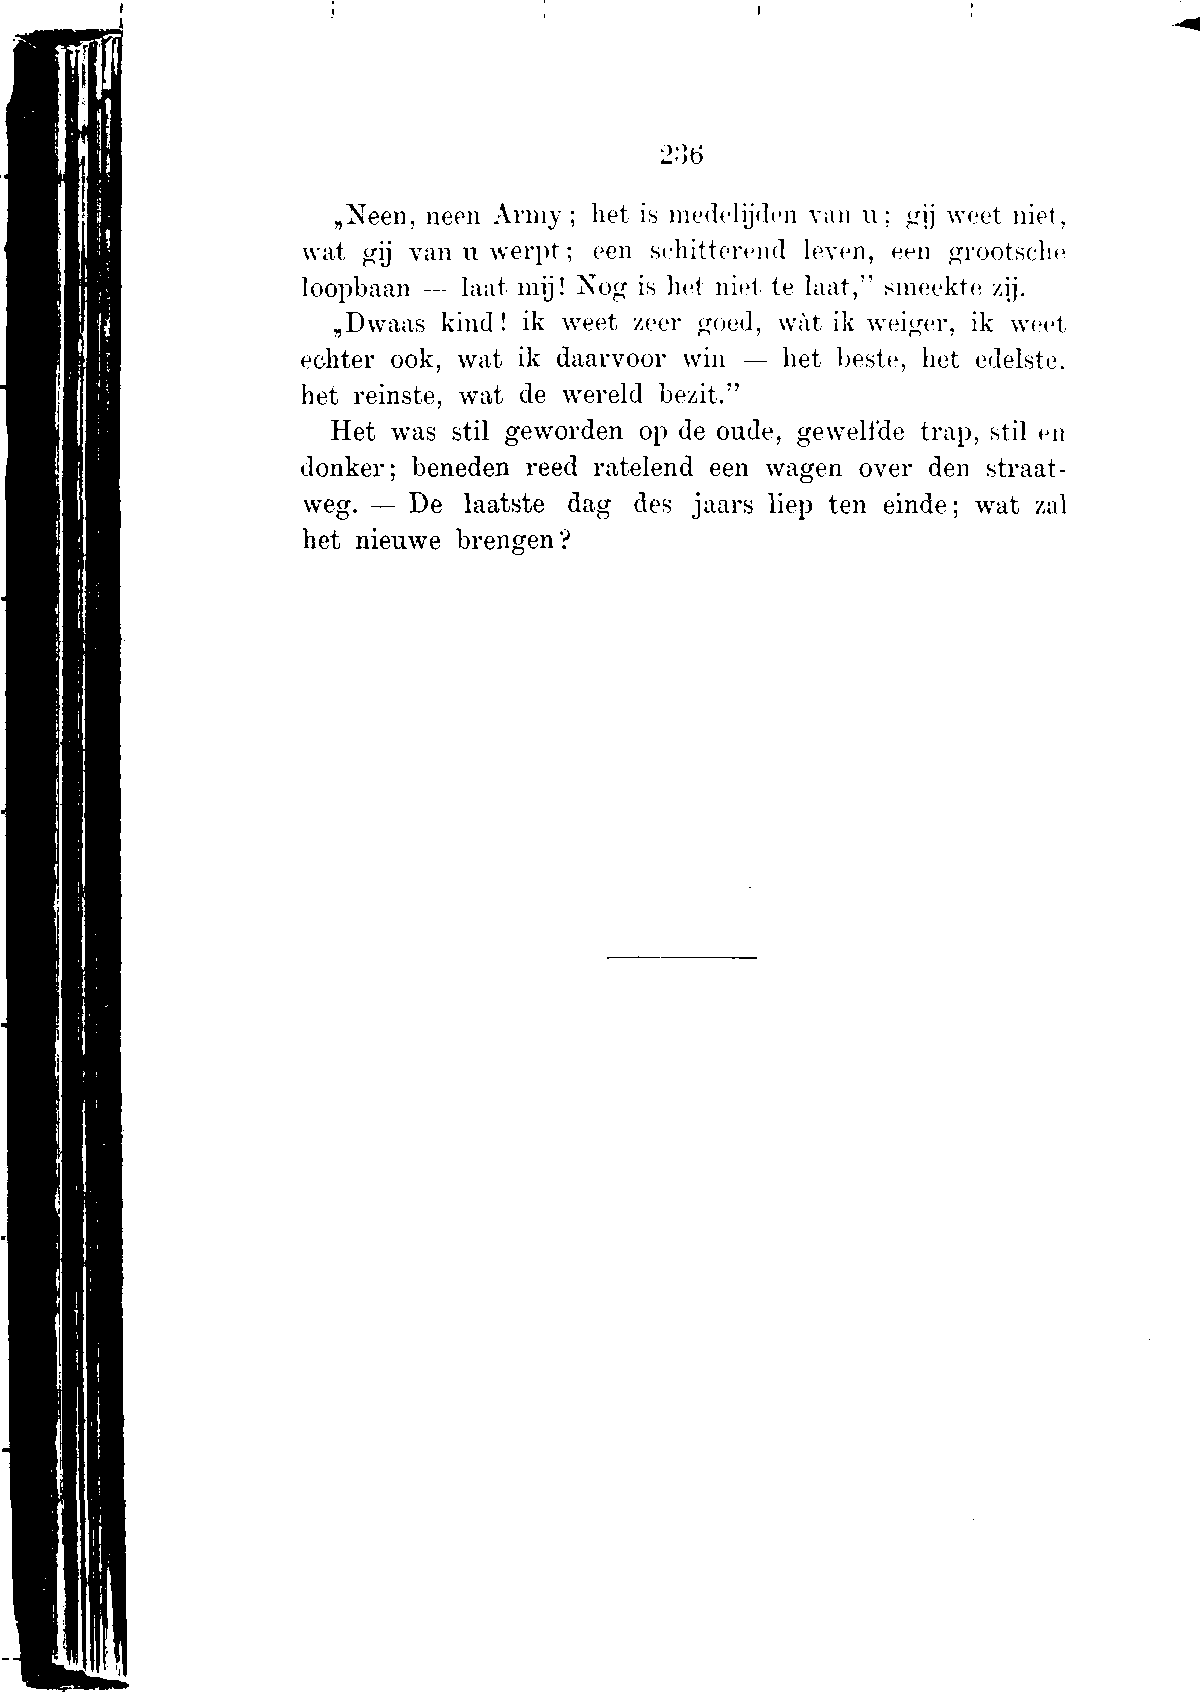 236
„Neen, neen Army; het is medelijden van u; gij weet niet,
wat gij van u werpt; een schitterend leven, een grootsche
loopbaan — laat mij! Nog is het niet te laat,” smeekte zij.
„Dwaas kind! ik weet zeer goed, wàt ik weiger, ik weet
echter ook, wat ik daarvoor win — het beste, het edelste.
het reinste, wat de wereld bezit.”
Het was stil geworden op de oude, gewelfde trap, stil en
donker; beneden reed ratelend een wagen over den straat-
weg. — De laatste dag des jaars liep ten einde; wat zal
het nieuwe brengen?